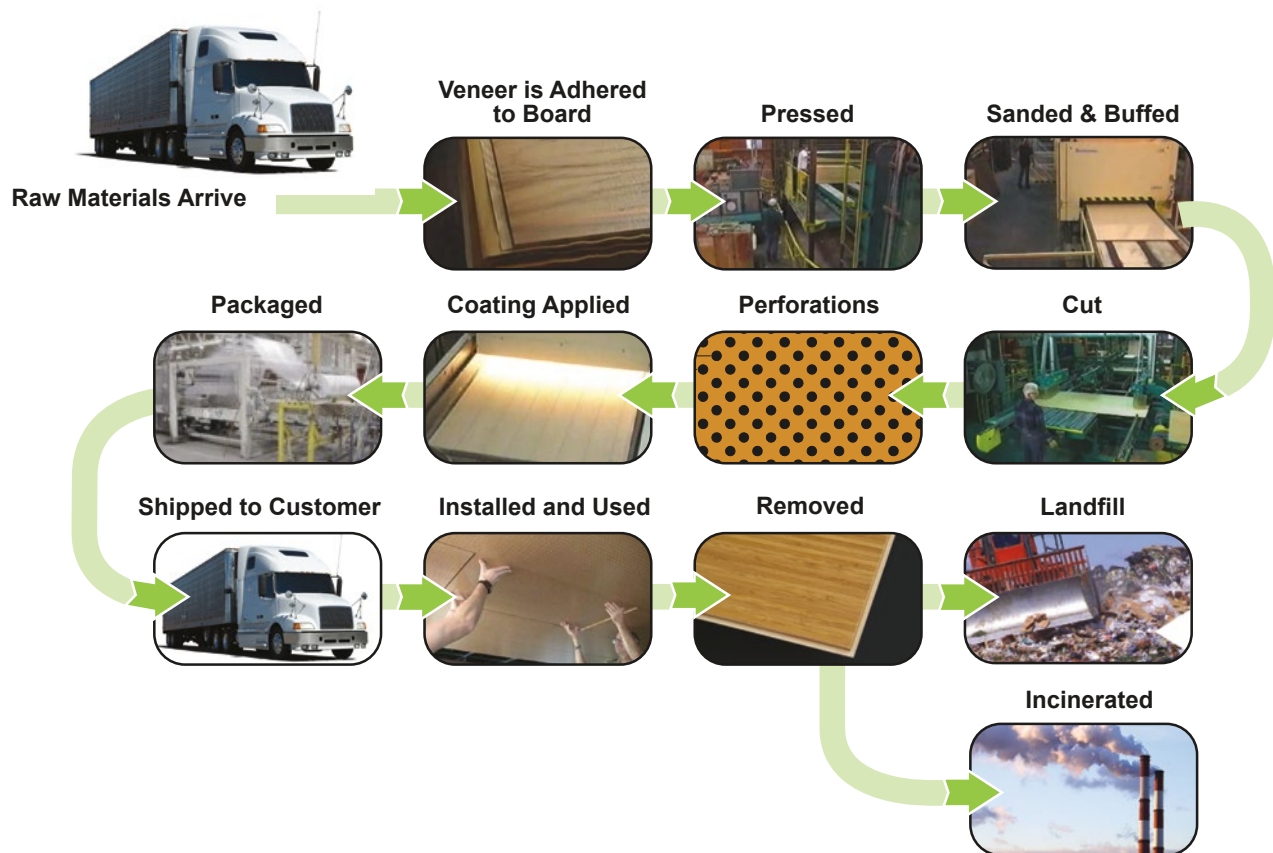 Veneer is Adhered
to Board
Pressed
Sanded & Buffed
Raw Materials Arrive
Packaged
Coating Applied
Perforations
Cut
Shipped to Customer
Installed and Used
Removed
Landfill
Incinerated